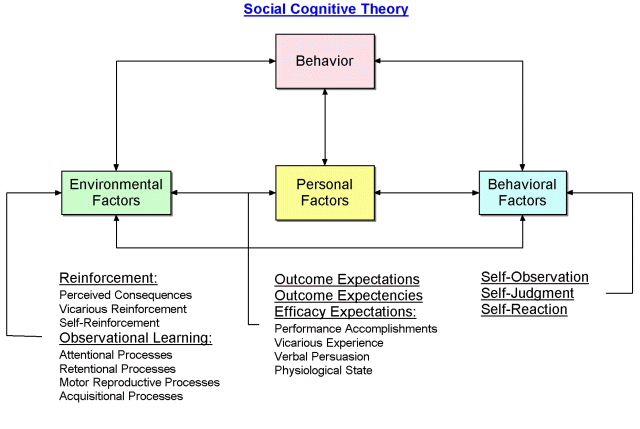 Social Cognitive Theory
Behavior
Environmental
Factors
Personal
Factors
Behavioral
Factors
Reinforcement:
Perceived Consequences
Vicarious Reinforcement
Self-Reinforcement
Observational Learning:
Attentional Processes
Retentional Processes
Motor Reproductive Processes
Acquisitional Processes
Outcome Expectations
Outcome Expectencies
Efficacy Expectations:
Performance Accomplishments
Vicarious Experience
Verbal Persuasion
Physiological State
Self-Observation
Self-Judgment
Self-Reaction